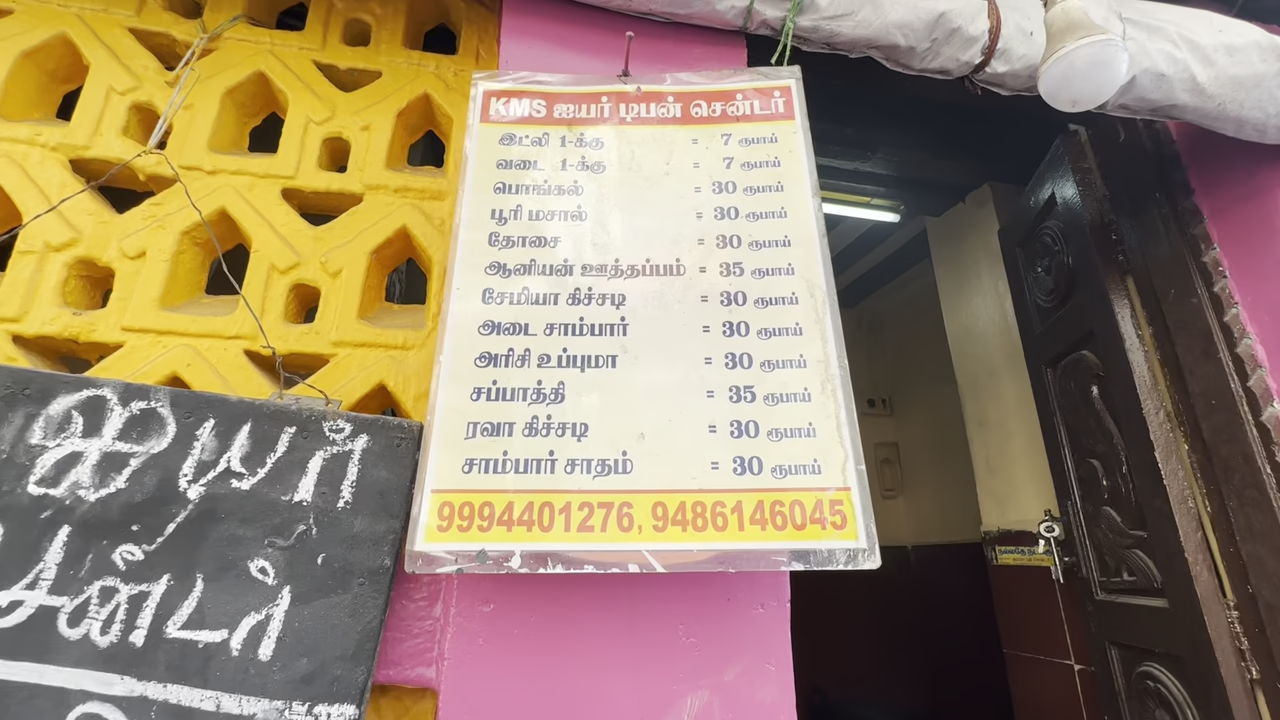 KMS ஐயர் டிபன் சென்டர்
இட்லி 1-க்கு = 7 ரூபாய்
வடை 1-க்கு = 7 ரூபாய்
பொங்கல் = 30 ரூபாய்
பூரி மசால் = 30 ரூபாய்
தோசை = 30 ரூபாய்
ஆனியன் ஊத்தப்பம் = 35 ரூபாய்
சேமியா கிச்சடி = 30 ரூபாய்
அடை சாம்பார் = 30 ரூபாய்
அரிசி உப்புமா = 30 ரூபாய்
சப்பாத்தி = 35 ரூபாய்
ரவா கிச்சடி = 30 ரூபாய்
சாம்பார் சாதம் = 30 ரூபாய்
9994401276, 9486146045
ஐயர்